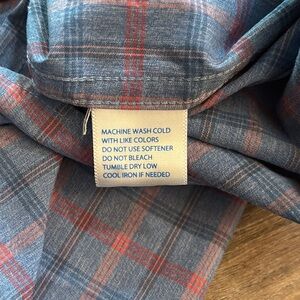 MACHINE WASH COLD
WITH LIKE COLORS
DO NOT USE SOFTENER
DO NOT BLEACH
TUMBLE DRY LOW
COOL IRON IF NEEDED